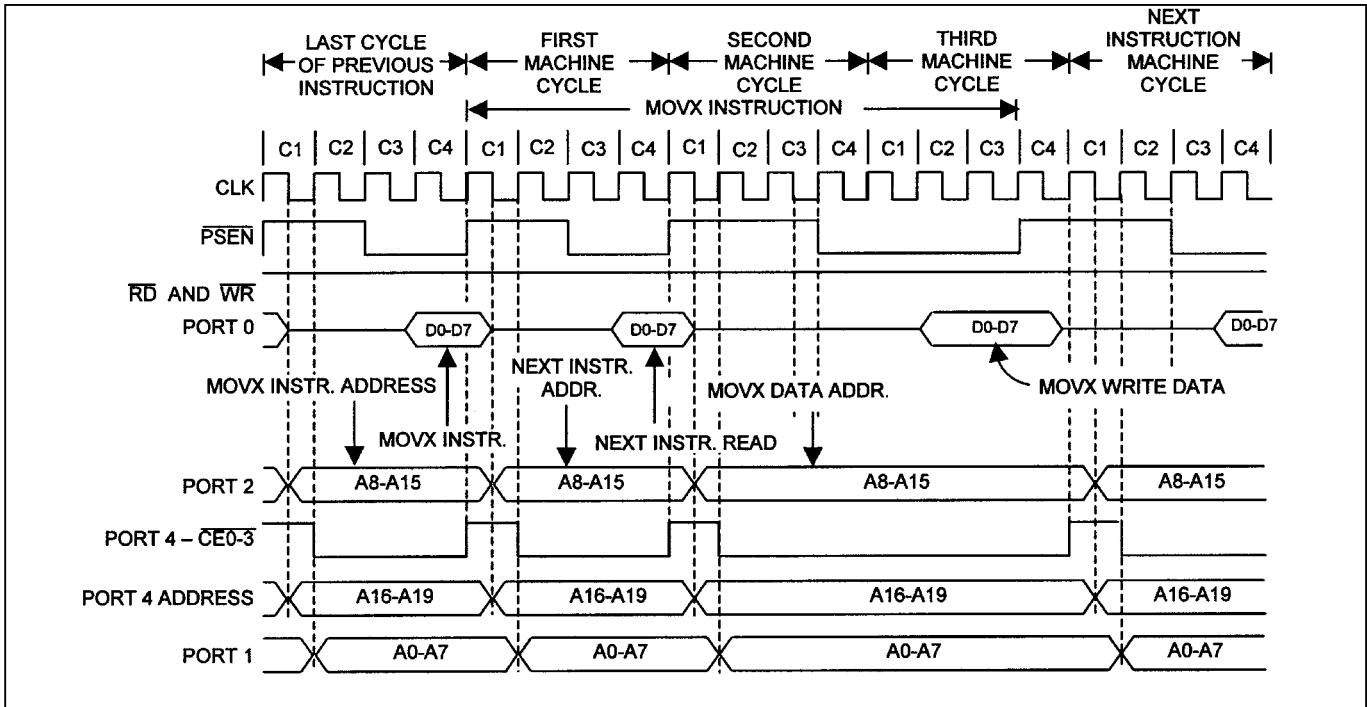 LAST CYCLE
OF PREVIOUS
INSTRUCTION
FIRST
MACHINE
CYCLE
SECOND
MACHINE
CYCLE
THIRD
MACHINE
CYCLE
NEXT
INSTRUCTION
MACHINE
CYCLE
MOVX INSTRUCTION
C1 C2 C3 C4 C1 C2 C3 C4 C1 C2 C3 C4 C1 C2 C3 C4 C1 C2 C3 C4
CLK
PSEN
RD AND WR
PORT 0 D0-D7 D0-D7 D0-D7 D0-D7
MOVX INSTR. ADDRESS
NEXT INSTR.
ADDR.
MOVX DATA ADDR.
MOVX WRITE DATA
MOVX INSTR.
NEXT INSTR. READ
PORT 2 A8-A15 A8-A15 A8-A15 A8-A15
PORT 4 – CE0-3
PORT 4 ADDRESS A16-A19 A16-A19 A16-A19 A16-A19
PORT 1 A0-A7 A0-A7 A0-A7 A0-A7